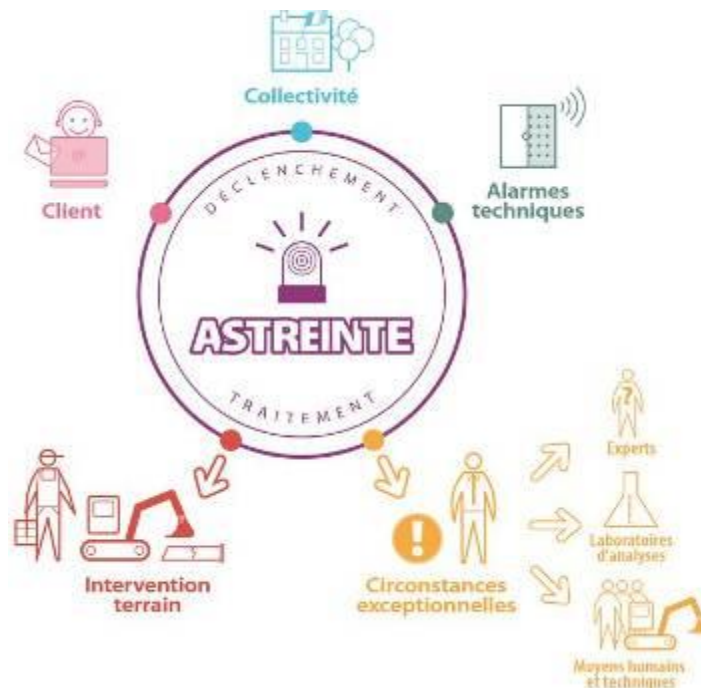 Collectivité
Client
Alarmes
techniques
DÉCLENCHEMENT
ASTREINTE
TRAITEMENT
Intervention
terrain
!
Circonstances
exceptionnelles
?
Experts
Laboratoires
d'analyses
Moyens humains
et techniques